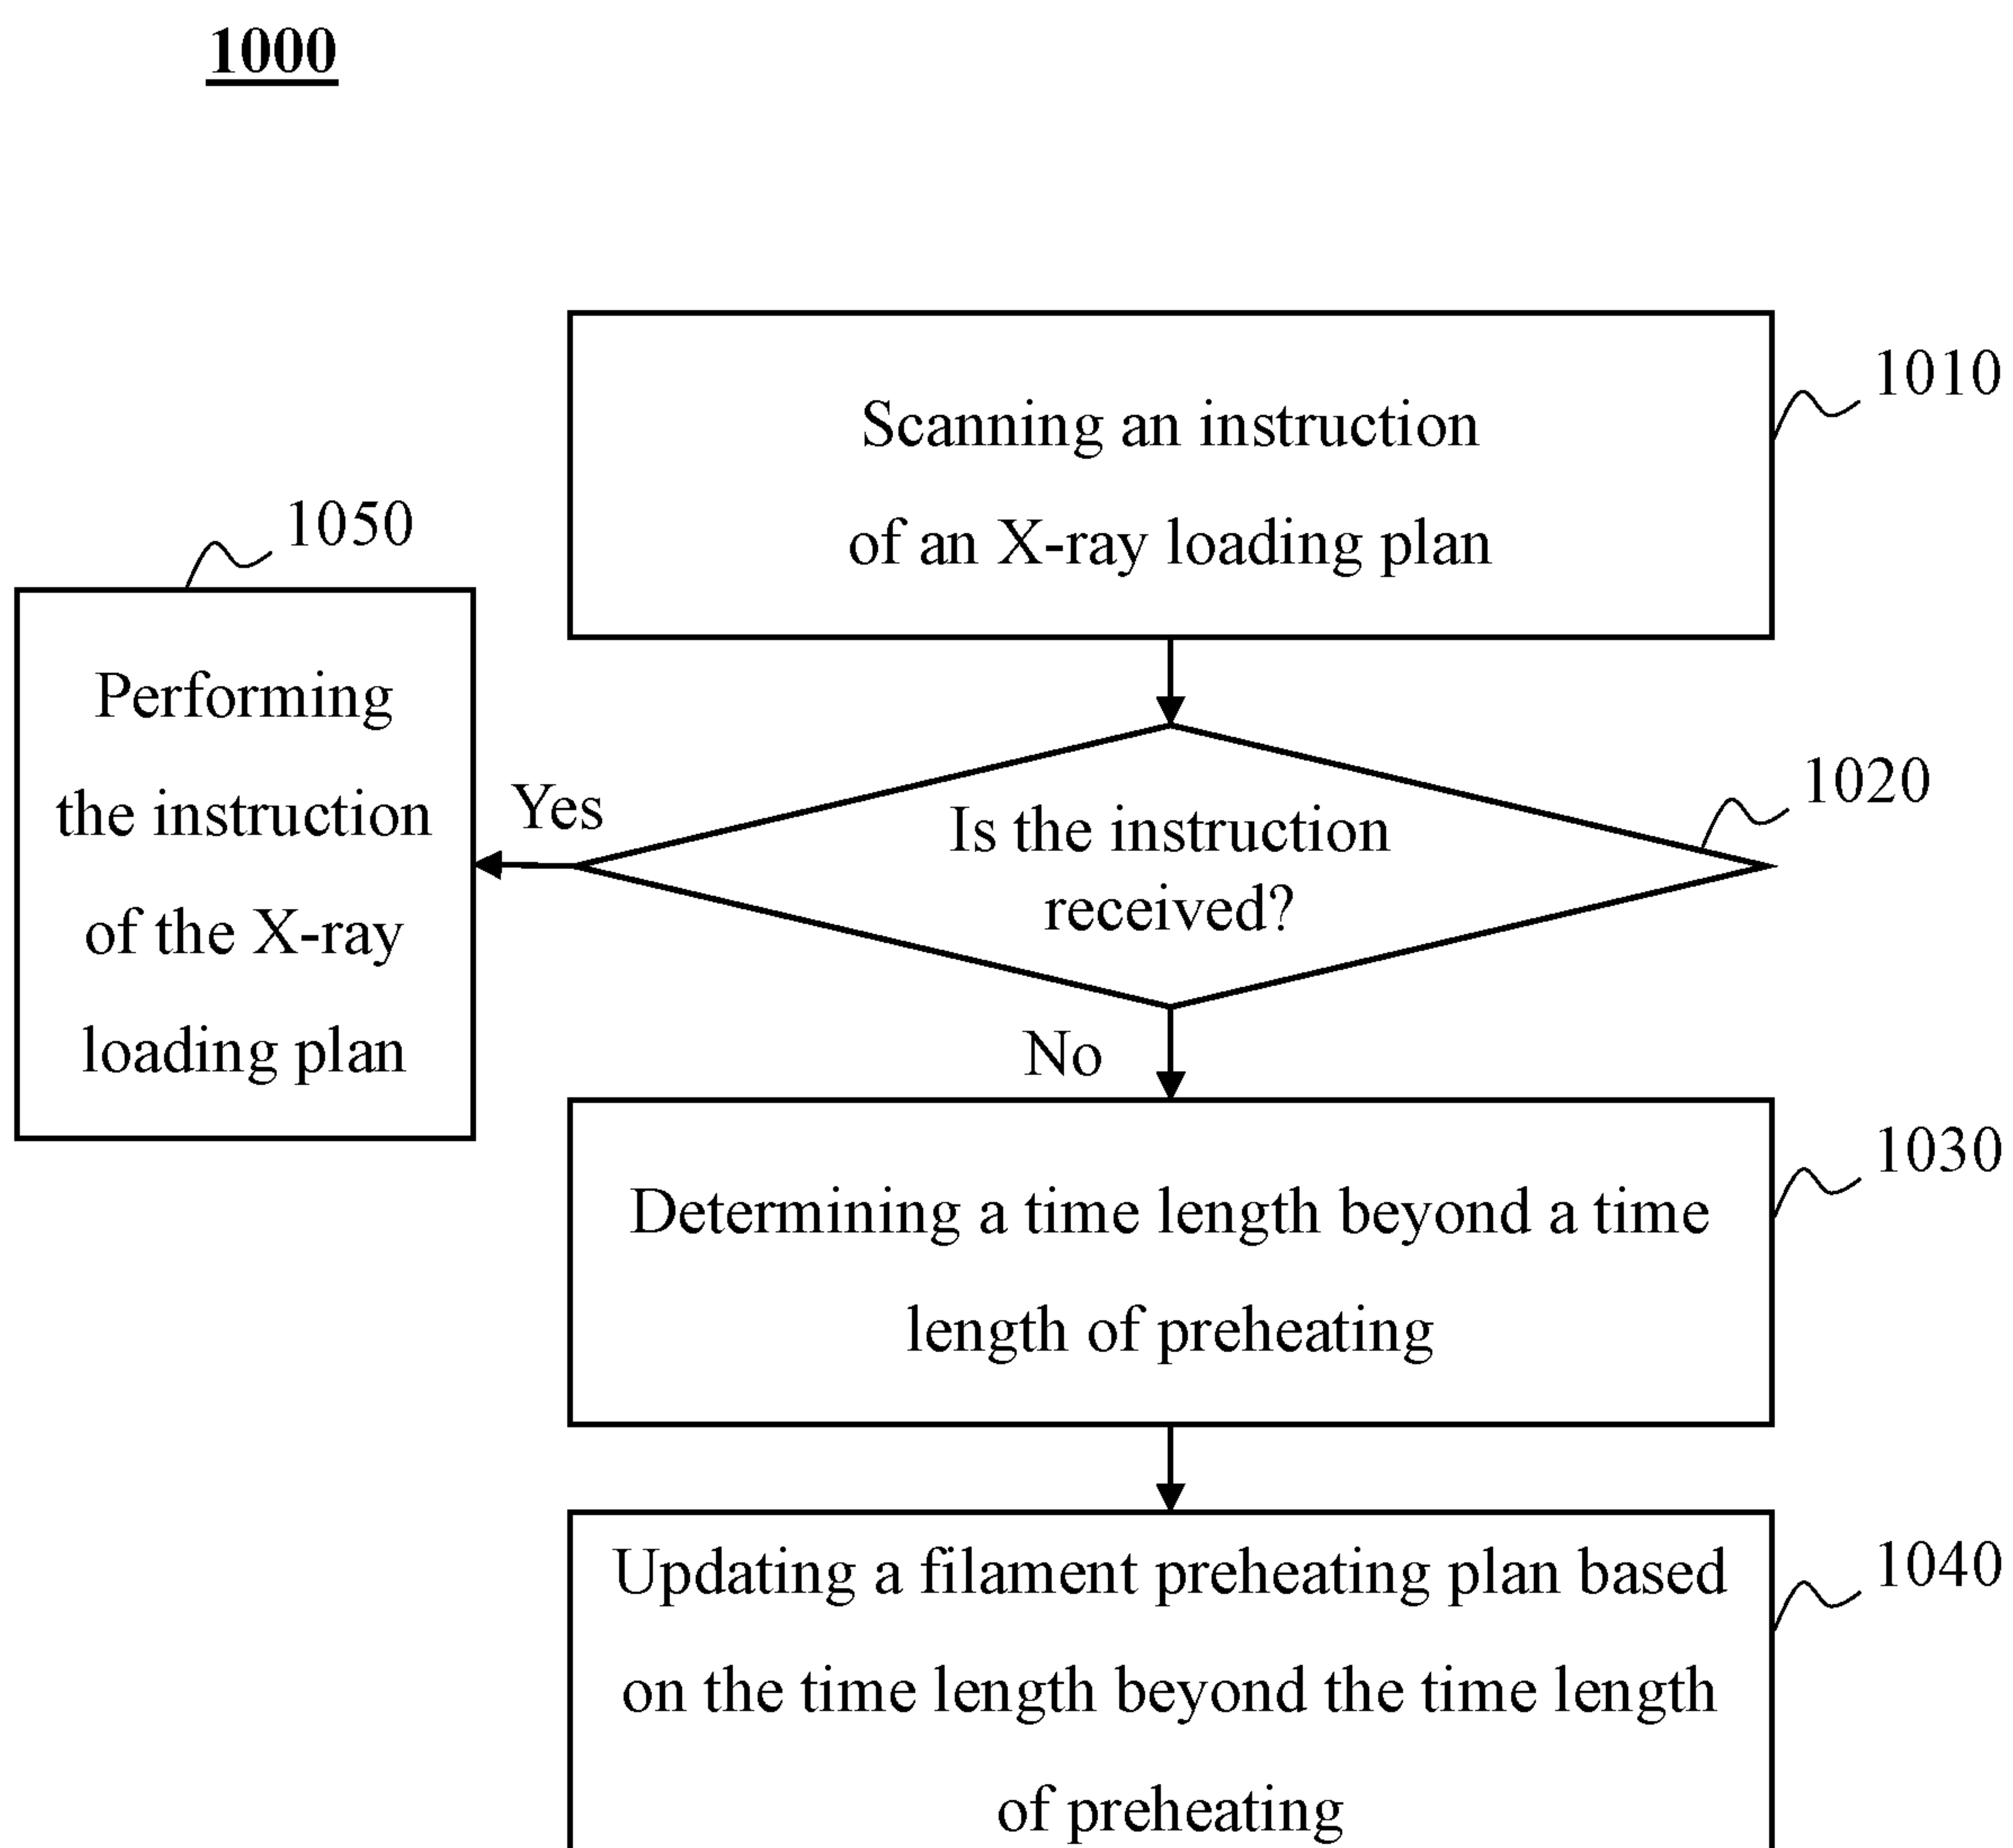 1000
Scanning an instruction
of an X-ray loading plan
1010
1050
Performing
the instruction
of the X-ray
loading plan
Yes
Is the instruction
received?
1020
No
Determining a time length beyond a time
length of preheating
1030
Updating a filament preheating plan based
on the time length beyond the time length
of preheating
1040